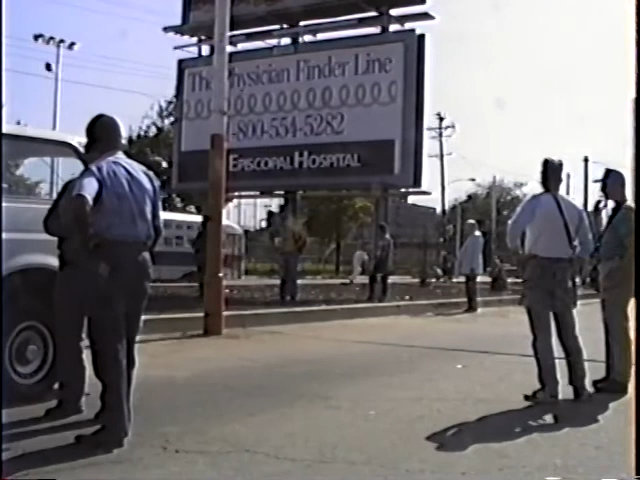 The Physician Finder Line
1-800-554-5282
EPISCOPAL HOSPITAL